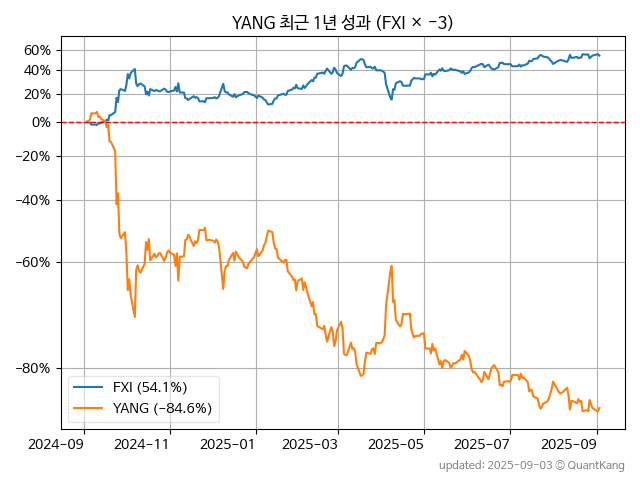 YANG 최근 1년 성과 (FXI × −3)
60%
40%
20%
0%
−20%
−40%
−60%
−80%
FXI (54.1%)
YANG (−84.6%)
2024-09 2024-11 2025-01 2025-03 2025-05 2025-07 2025-09
updated: 2025-09-03 © QuantKang